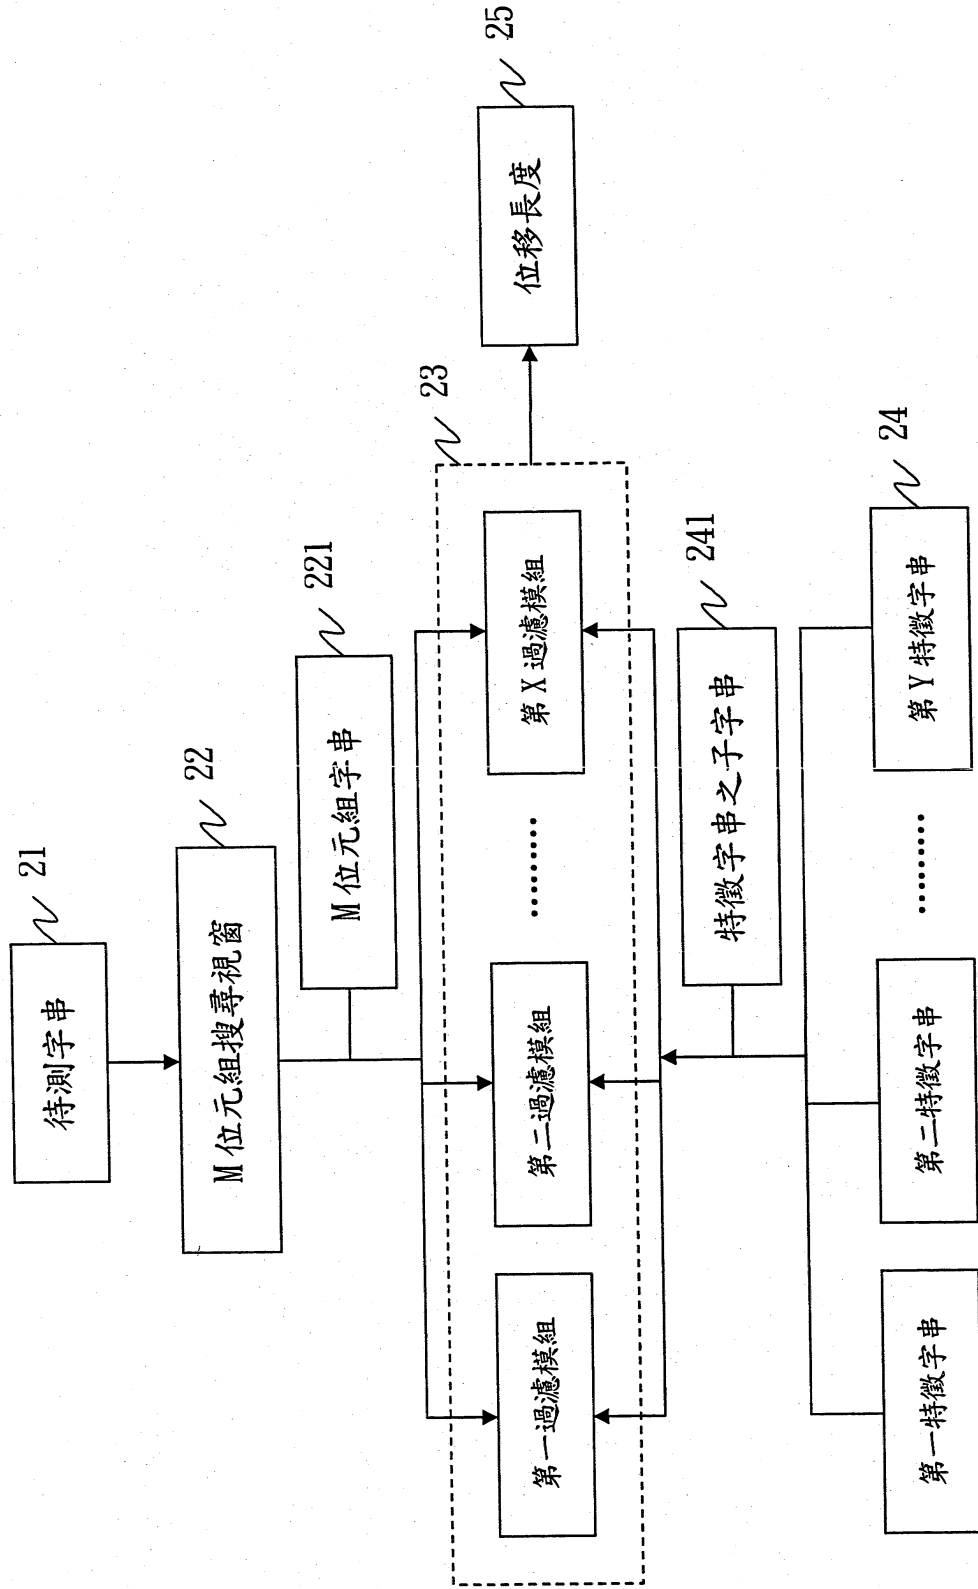 待測字串
21
M位元組搜尋視窗
22
M位元組字串
221
23
第一過濾模組
第二過濾模組
………
第X過濾模組
位移長度
25
特徵字串之子字串
241
第一特徵字串
第二特徵字串
………
第Y特徵字串
24